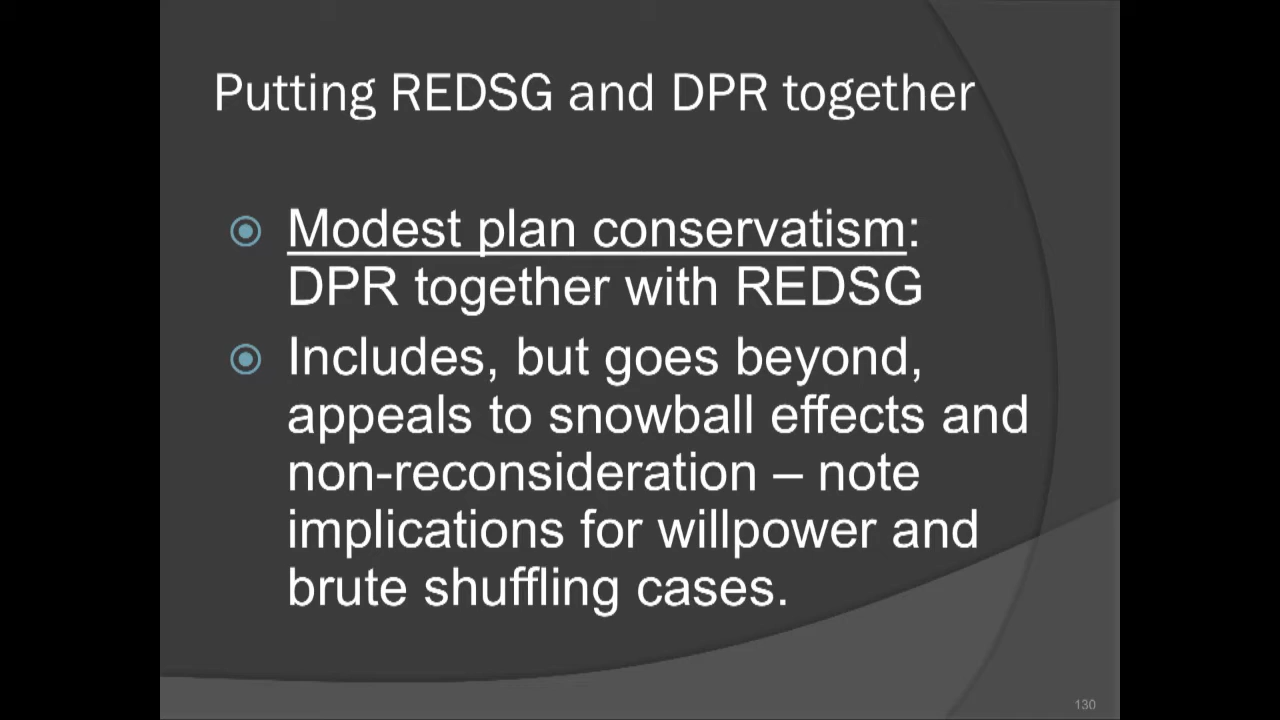 Putting REDSG and DPR together
Modest plan conservatism:
DPR together with REDSG
Includes, but goes beyond,
appeals to snowball effects and
non-reconsideration – note
implications for willpower and
brute shuffling cases.
130